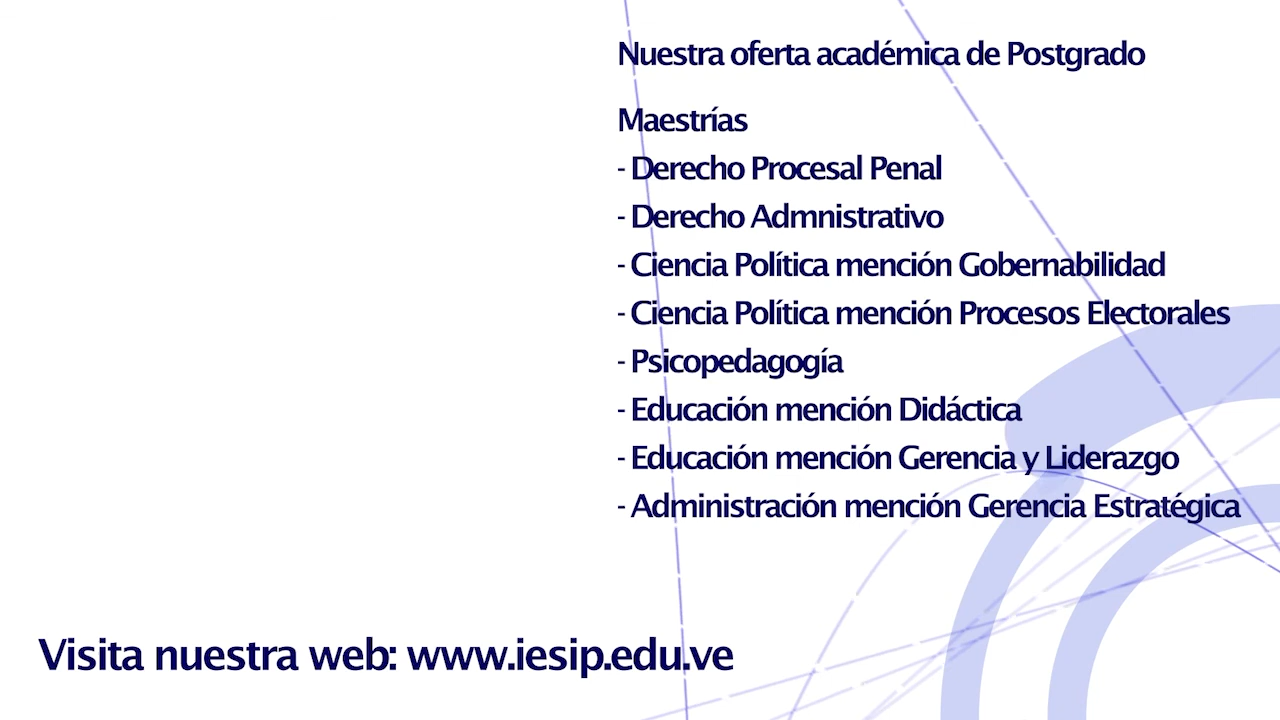 Nuestra oferta académica de Postgrado
Maestrías
- Derecho Procesal Penal
- Derecho Admnistrativo
- Ciencia Política mención Gobernabilidad
- Ciencia Política mención Procesos Electorales
- Psicopedagogía
- Educación mención Didáctica
- Educación mención Gerencia y Liderazgo
- Administración mención Gerencia Estratégica
Visita nuestra web: www.iesip.edu.ve